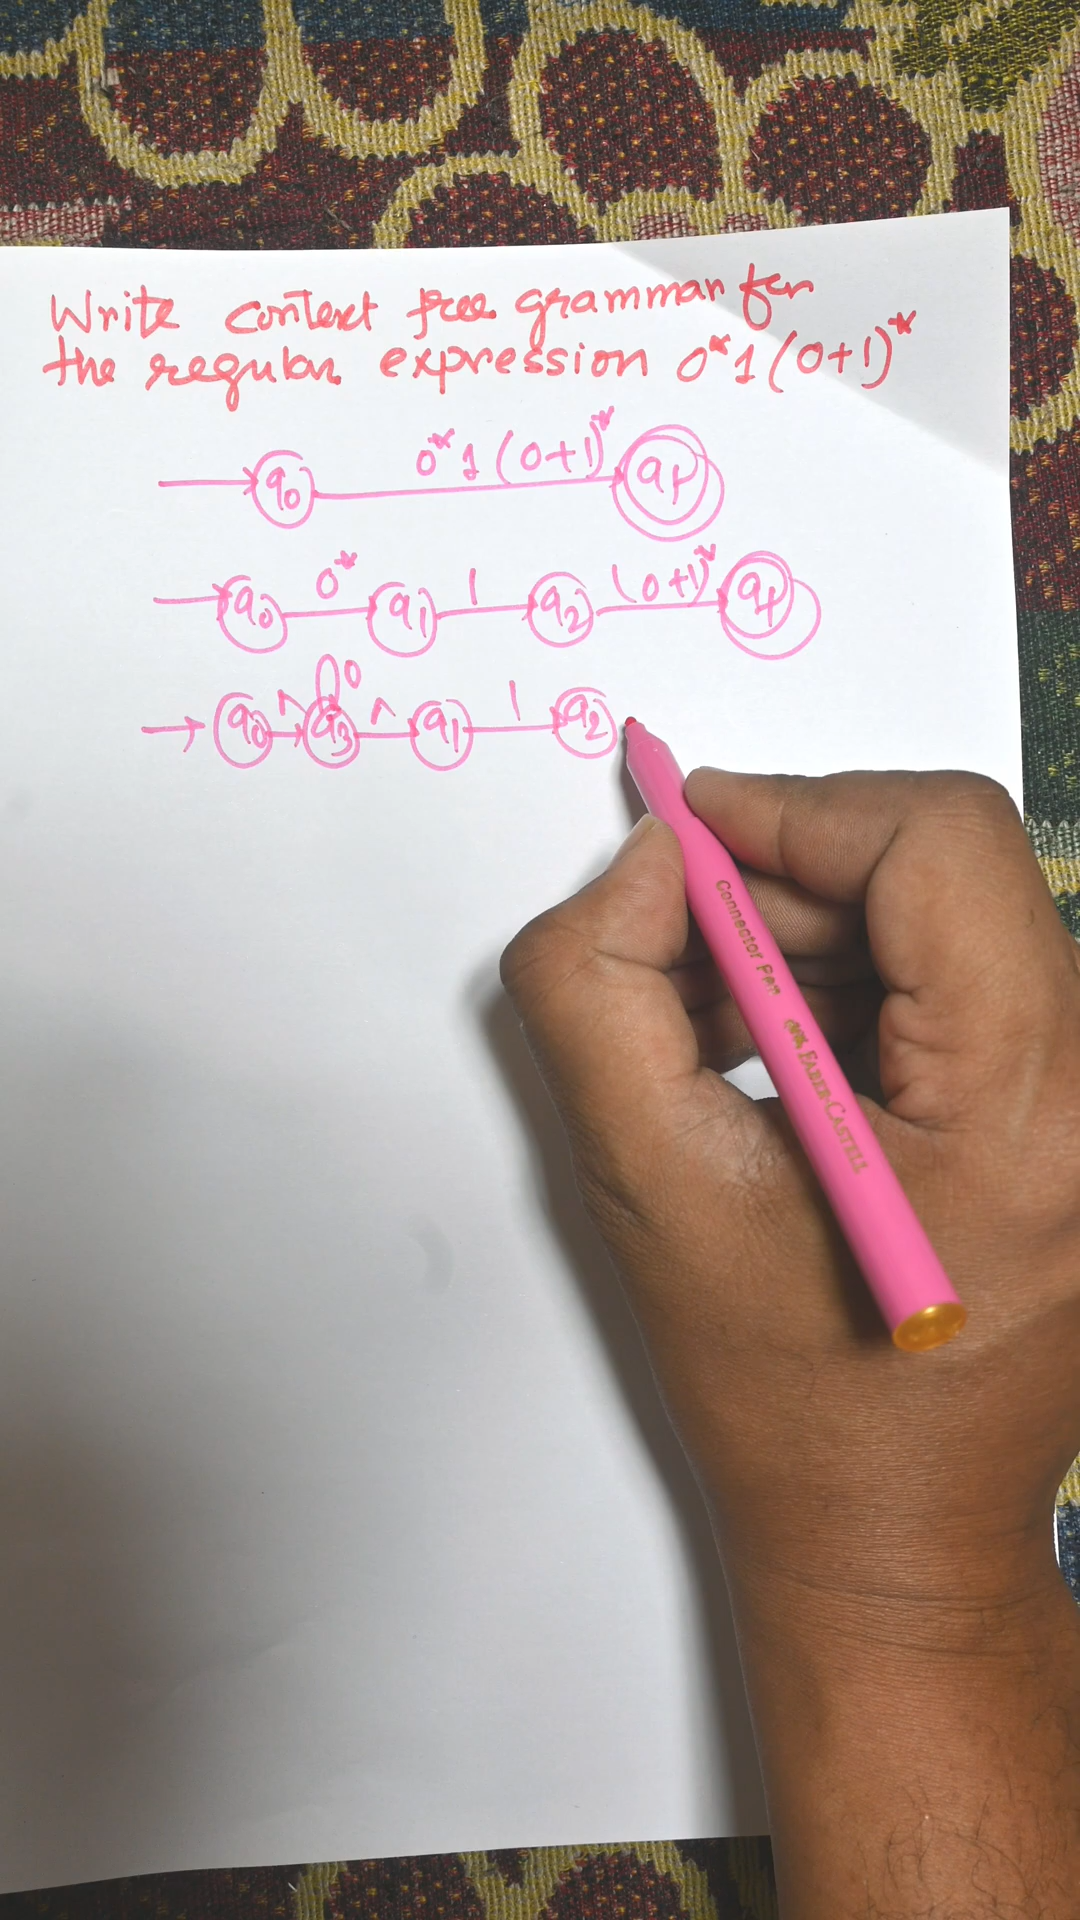 Write context free grammar for
the regular expression 0*1(0+1)*
q0 0*1(0+1)* qf
q0 0* q1 1 q2 (0+1)* qf
0
q0 ^ q3 ^ q1 1 q2
Connector Pen FABER-CASTELL